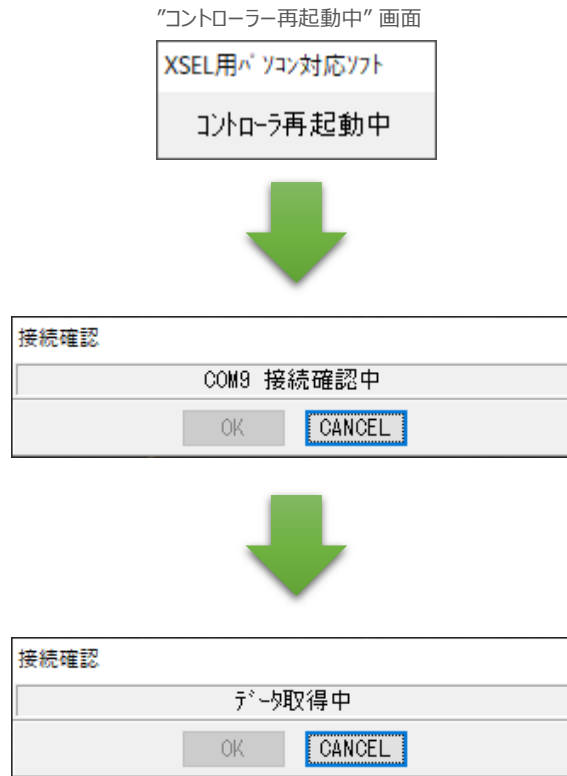 ”コントローラー再起動中” 画面
XSEL用ﾊﾟｿｺﾝ対応ｿﾌﾄ
ｺﾝﾄﾛｰﾗ再起動中
接続確認
COM9 接続確認中
OK CANCEL
接続確認
ﾃﾞｰﾀ取得中
OK CANCEL